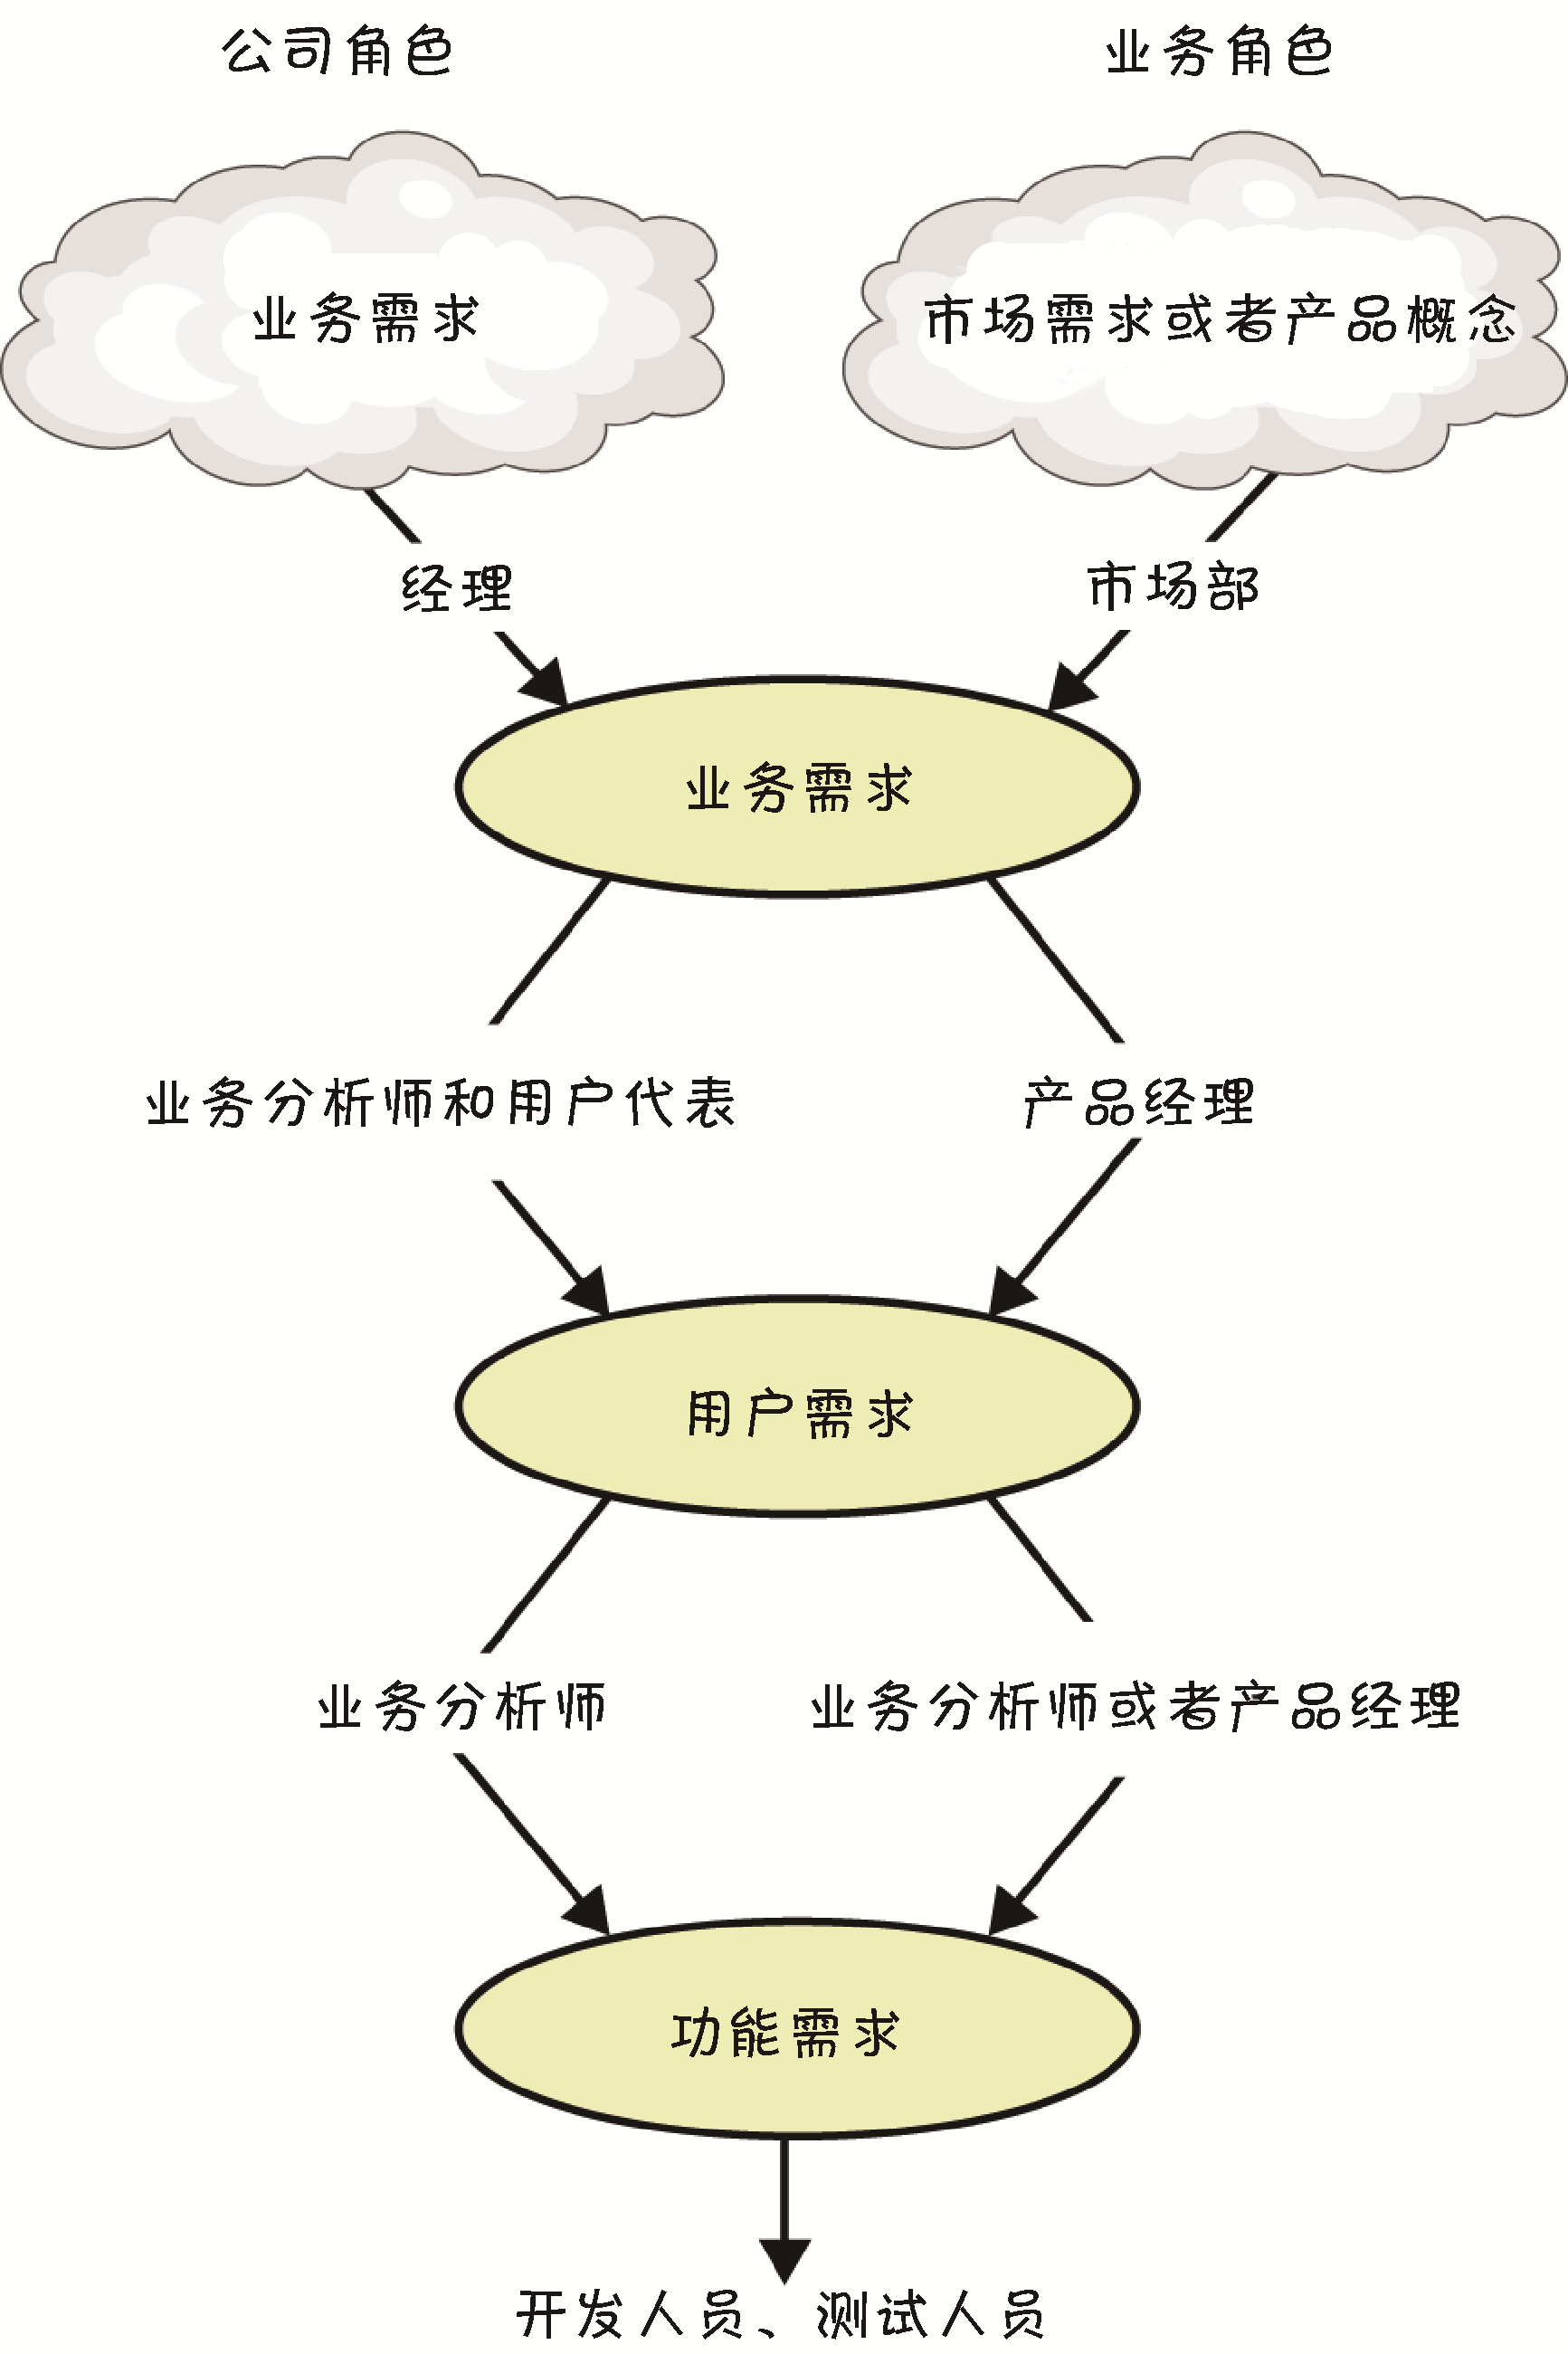 公司角色
业务角色
业务需求
市场需求或者产品概念
经理
市场部
业务需求
业务分析师和用户代表
产品经理
用户需求
业务分析师
业务分析师或者产品经理
功能需求
开发人员、测试人员